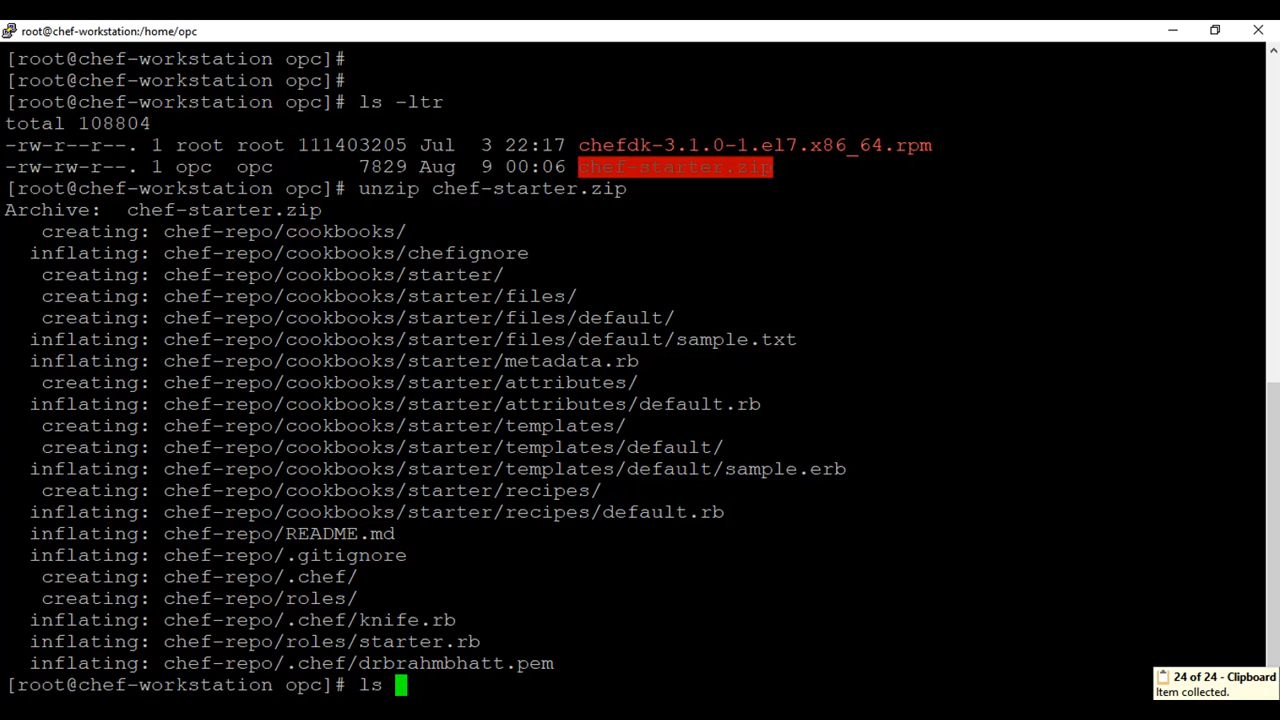 root@chef-workstation:/home/opc
[root@chef-workstation opc]#
[root@chef-workstation opc]#
[root@chef-workstation opc]# ls -ltr
total 108804
-rw-r--r--. 1 root root 111403205 Jul  3 22:17 chefdk-3.1.0-1.el7.x86_64.rpm
-rw-rw-r--. 1 opc  opc       7829 Aug  9 00:06 chef-starter.zip
[root@chef-workstation opc]# unzip chef-starter.zip
Archive:  chef-starter.zip
   creating: chef-repo/cookbooks/
  inflating: chef-repo/cookbooks/chefignore
   creating: chef-repo/cookbooks/starter/
   creating: chef-repo/cookbooks/starter/files/
   creating: chef-repo/cookbooks/starter/files/default/
  inflating: chef-repo/cookbooks/starter/files/default/sample.txt
  inflating: chef-repo/cookbooks/starter/metadata.rb
   creating: chef-repo/cookbooks/starter/attributes/
  inflating: chef-repo/cookbooks/starter/attributes/default.rb
   creating: chef-repo/cookbooks/starter/templates/
   creating: chef-repo/cookbooks/starter/templates/default/
  inflating: chef-repo/cookbooks/starter/templates/default/sample.erb
   creating: chef-repo/cookbooks/starter/recipes/
  inflating: chef-repo/cookbooks/starter/recipes/default.rb
  inflating: chef-repo/README.md
  inflating: chef-repo/.gitignore
   creating: chef-repo/.chef/
   creating: chef-repo/roles/
  inflating: chef-repo/.chef/knife.rb
  inflating: chef-repo/roles/starter.rb
  inflating: chef-repo/.chef/drbrahmbhatt.pem
[root@chef-workstation opc]# ls
24 of 24 - Clipboard
Item collected.